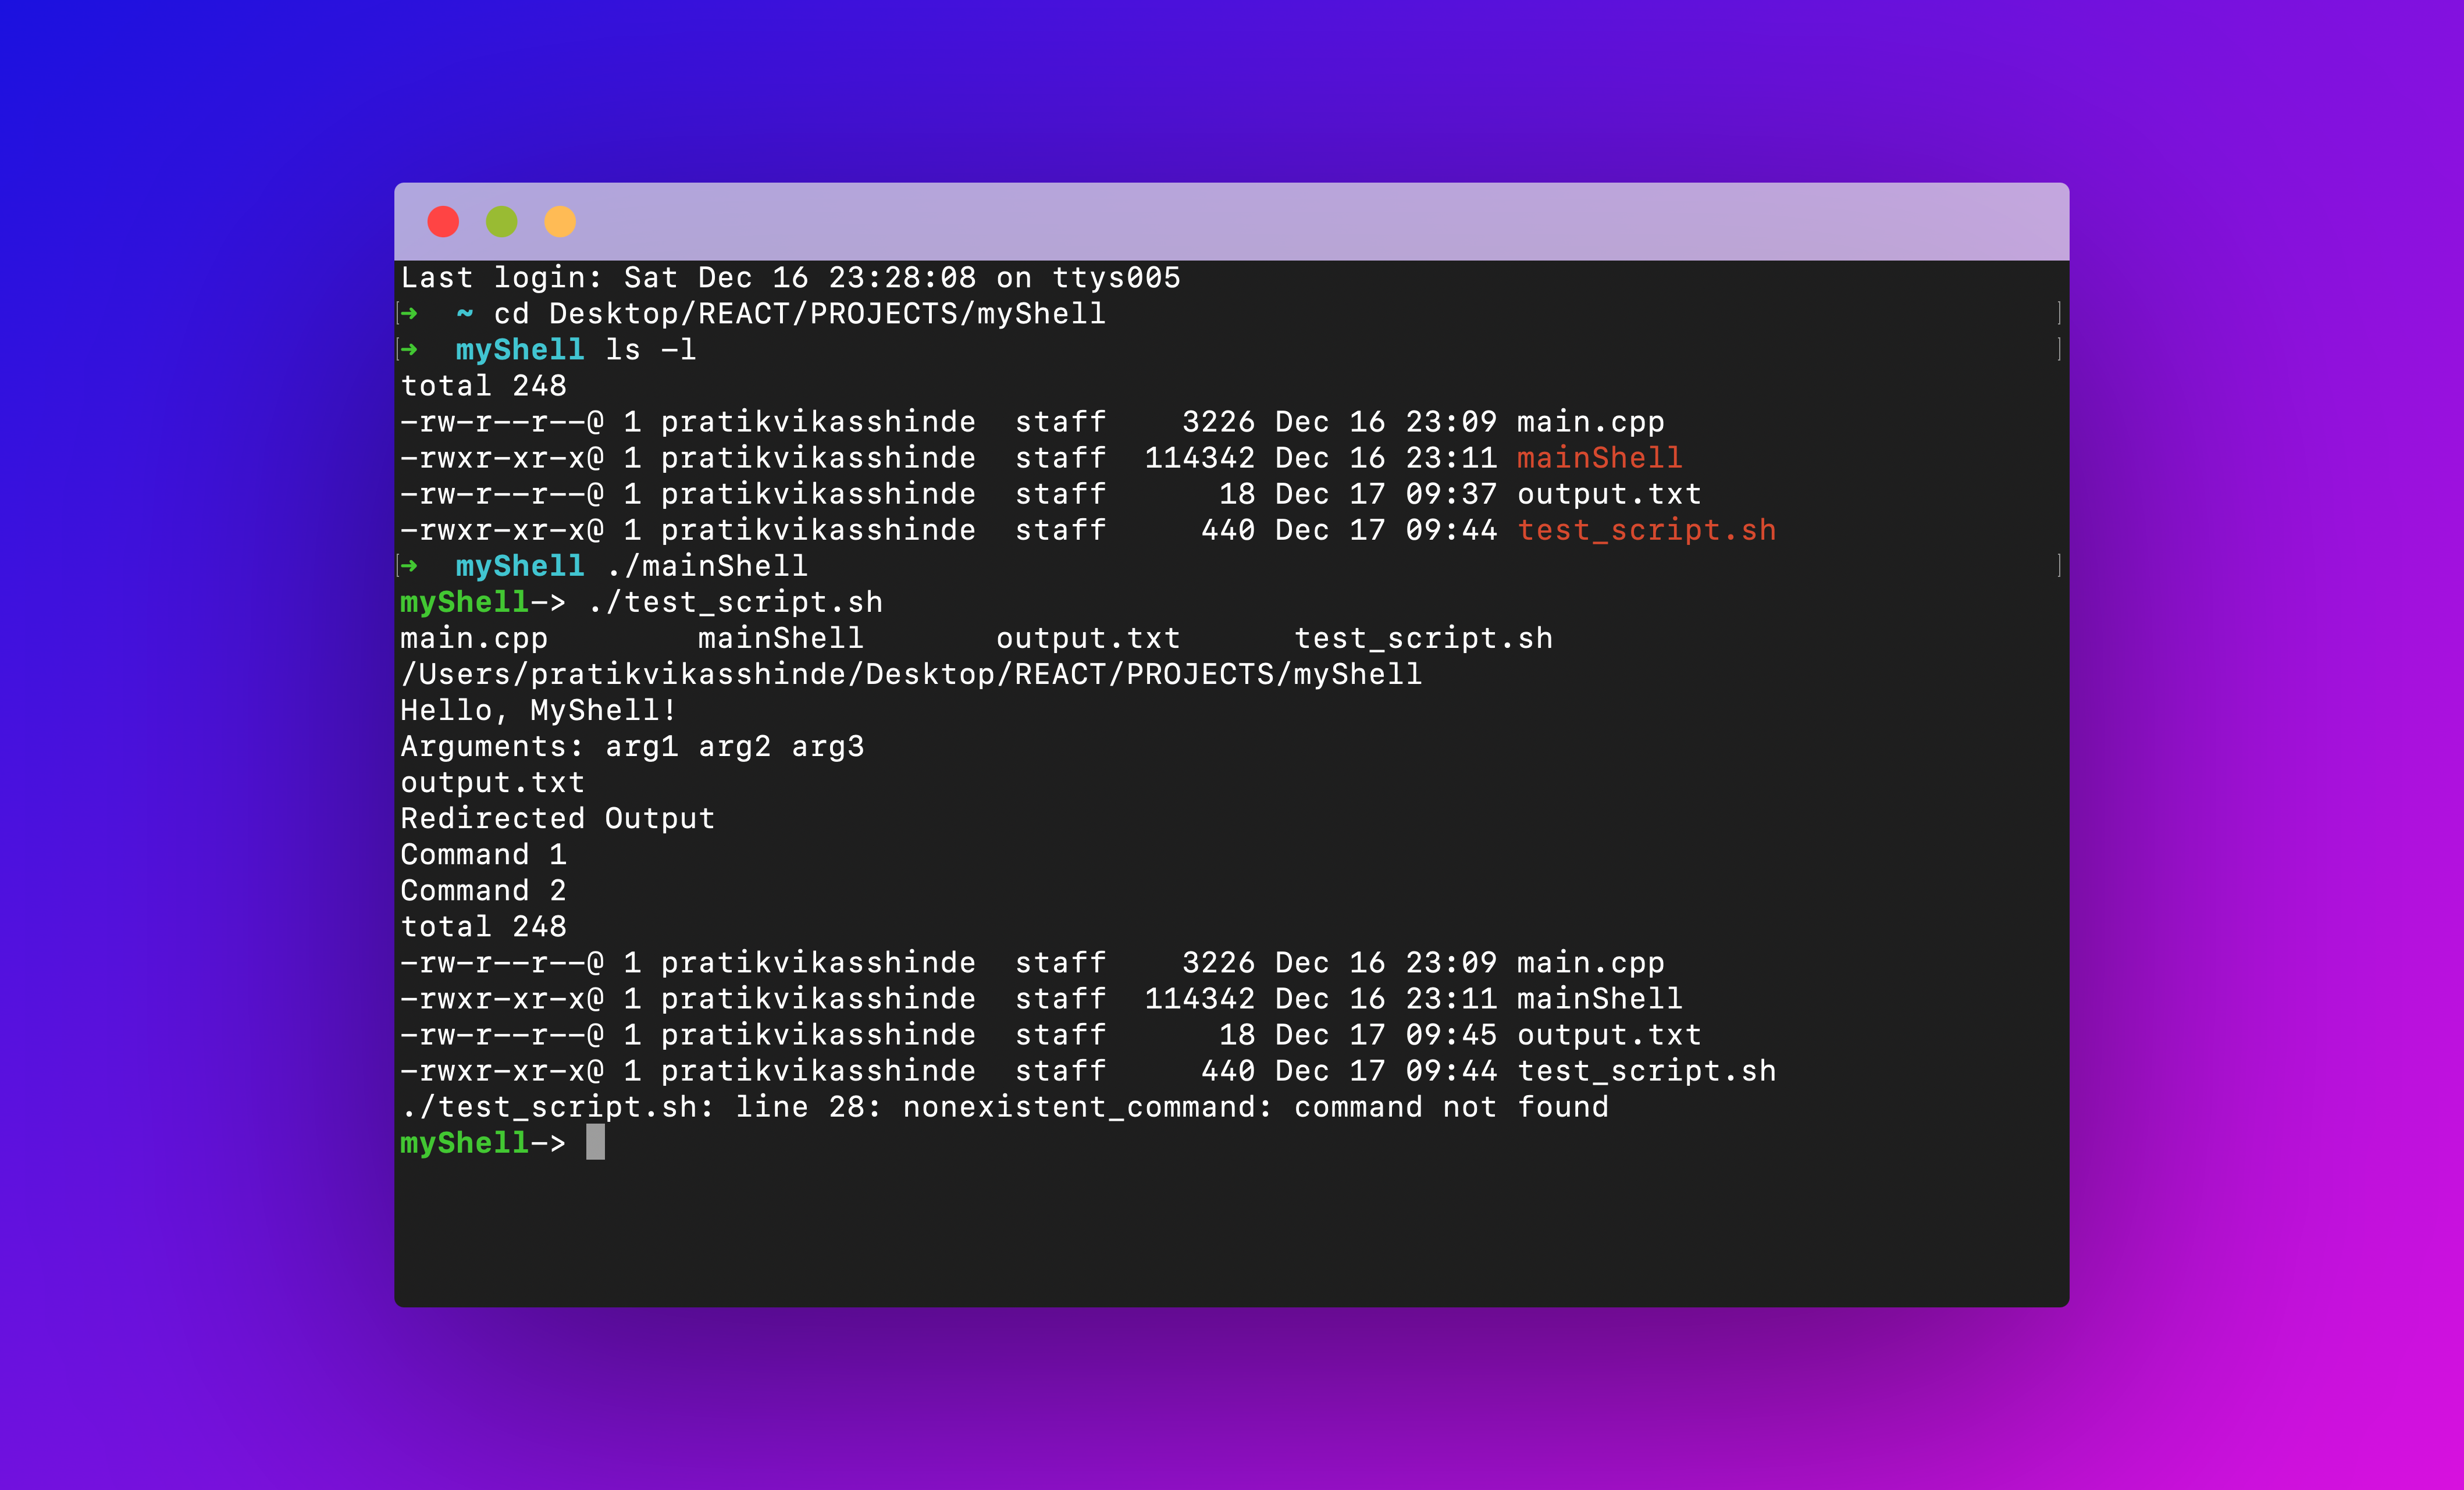 Last login: Sat Dec 16 23:28:08 on ttys005
[➜  ~ cd Desktop/REACT/PROJECTS/myShell ]
[➜  myShell ls -l ]
total 248
-rw-r--r--@ 1 pratikvikasshinde  staff    3226 Dec 16 23:09 main.cpp
-rwxr-xr-x@ 1 pratikvikasshinde  staff  114342 Dec 16 23:11 mainShell
-rw-r--r--@ 1 pratikvikasshinde  staff      18 Dec 17 09:37 output.txt
-rwxr-xr-x@ 1 pratikvikasshinde  staff     440 Dec 17 09:44 test_script.sh
[➜  myShell ./mainShell ]
myShell-> ./test_script.sh
main.cpp        mainShell       output.txt      test_script.sh
/Users/pratikvikasshinde/Desktop/REACT/PROJECTS/myShell
Hello, MyShell!
Arguments: arg1 arg2 arg3
output.txt
Redirected Output
Command 1
Command 2
total 248
-rw-r--r--@ 1 pratikvikasshinde  staff    3226 Dec 16 23:09 main.cpp
-rwxr-xr-x@ 1 pratikvikasshinde  staff  114342 Dec 16 23:11 mainShell
-rw-r--r--@ 1 pratikvikasshinde  staff      18 Dec 17 09:45 output.txt
-rwxr-xr-x@ 1 pratikvikasshinde  staff     440 Dec 17 09:44 test_script.sh
./test_script.sh: line 28: nonexistent_command: command not found
myShell->